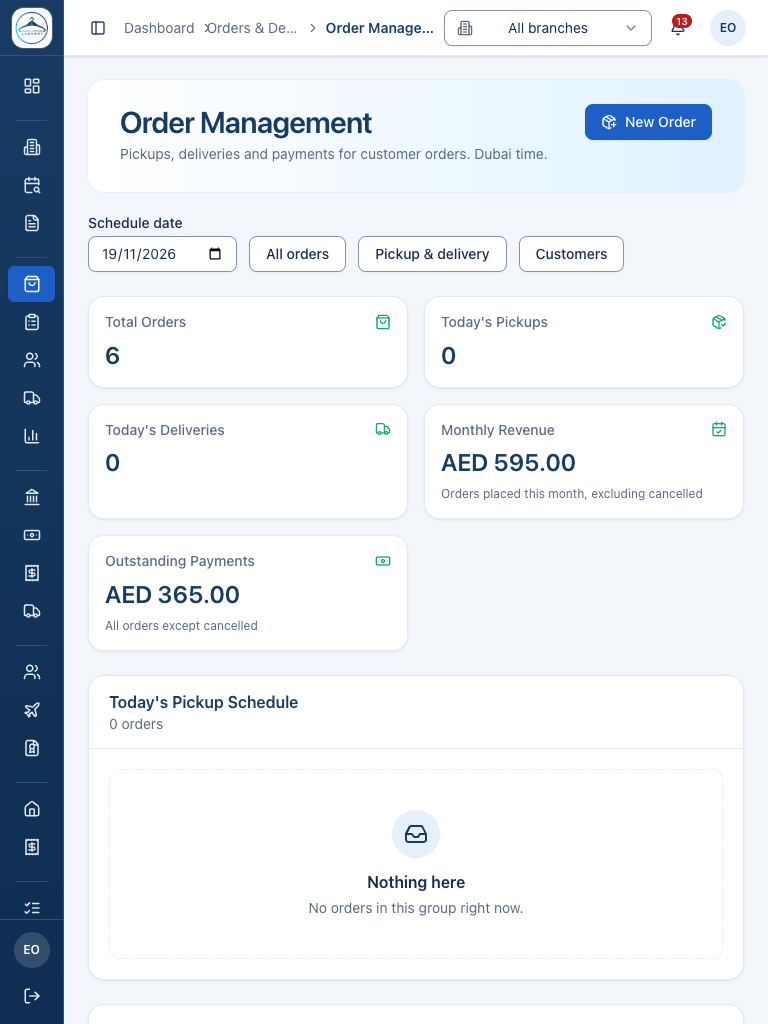 Dashboard
Orders & De...
Order Manage...
All branches
13
EO
Order Management
New Order
Pickups, deliveries and payments for customer orders. Dubai time.
Schedule date
19/11/2026
All orders
Pickup & delivery
Customers
Total Orders
6
Today's Pickups
0
Today's Deliveries
0
Monthly Revenue
AED 595.00
Orders placed this month, excluding cancelled
Outstanding Payments
AED 365.00
All orders except cancelled
Today's Pickup Schedule
0 orders
Nothing here
No orders in this group right now.
EO